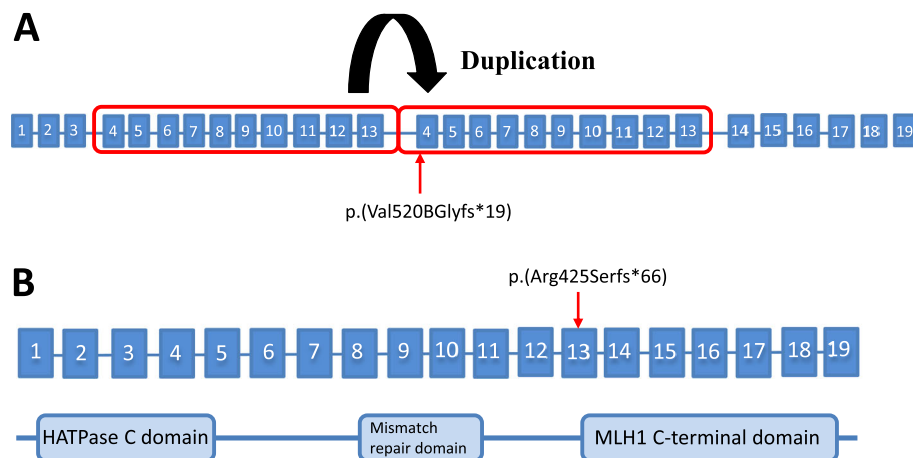 A
Duplication
1 2 3 4 5 6 7 8 9 10 11 12 13 4 5 6 7 8 9 10 11 12 13 14 15 16 17 18 19
p.(Val520BGlyfs*19)
B
p.(Arg425Serfs*66)
1 2 3 4 5 6 7 8 9 10 11 12 13 14 15 16 17 18 19
HATPase C domain
Mismatch
repair domain
MLH1 C-terminal domain